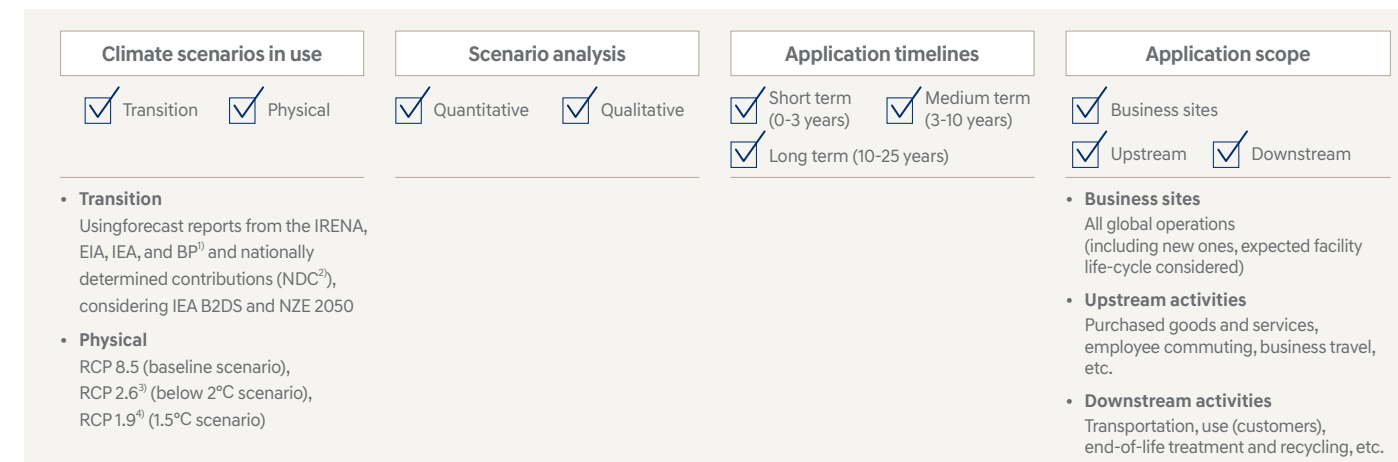 Climate scenarios in use
Transition
Physical
• Transition
Usingforecast reports from the IRENA,
EIA, IEA, and BP1) and nationally
determined contributions (NDC2)),
considering IEA B2DS and NZE 2050
• Physical
RCP 8.5 (baseline scenario),
RCP 2.63) (below 2°C scenario),
RCP 1.94) (1.5°C scenario)
Scenario analysis
Quantitative
Qualitative
Application timelines
Short term
(0-3 years)
Medium term
(3-10 years)
Long term (10-25 years)
Application scope
Business sites
Upstream
Downstream
• Business sites
All global operations
(including new ones, expected facility
life-cycle considered)
• Upstream activities
Purchased goods and services,
employee commuting, business travel,
etc.
• Downstream activities
Transportation, use (customers),
end-of-life treatment and recycling, etc.